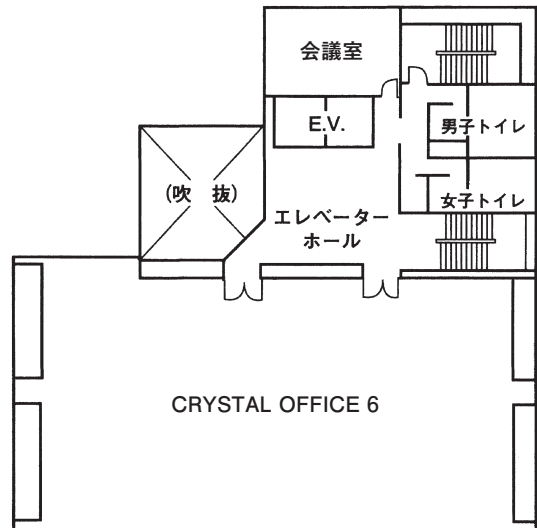 会議室
E.V.
男子トイレ
(吹 抜)
女子トイレ
エレベーター
ホール
CRYSTAL OFFICE 6